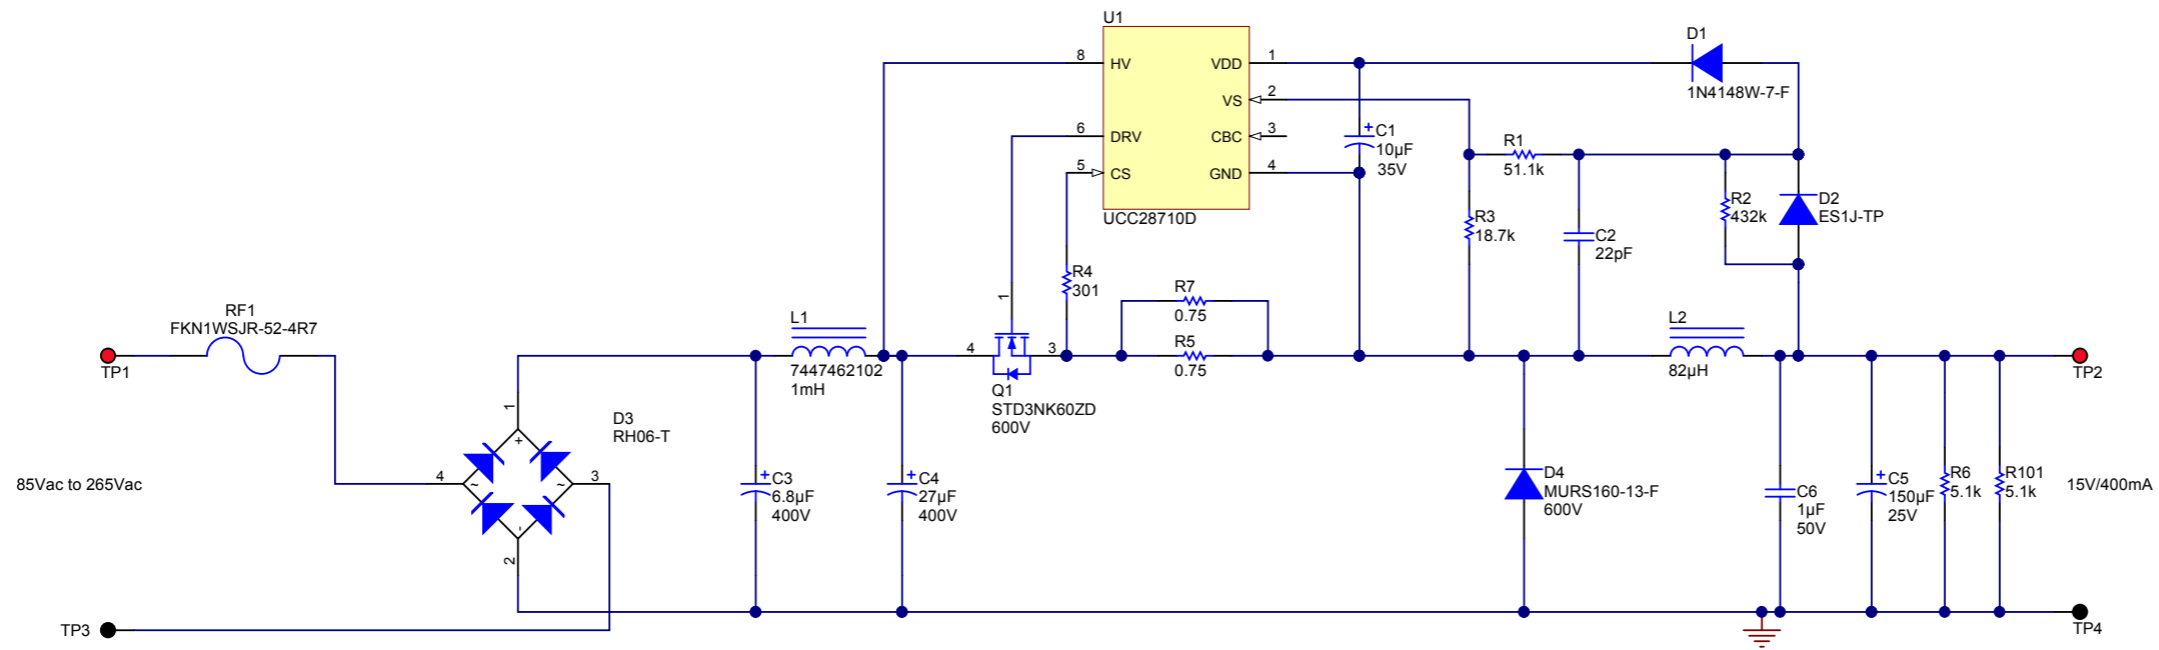 U1
8
HV
VDD
1
VS
2
6
DRV
CBC
3
5
CS
GND
4
UCC28710D
D1
1N4148W-7-F
+
C1
10µF
35V
R1
51.1k
R2
432k
D2
ES1J-TP
R3
18.7k
C2
22pF
R4
301
1
R7
0.75
R5
0.75
RF1
FKN1WSJR-52-4R7
TP1
L1
7447462102
1mH
4
3
Q1
STD3NK60ZD
600V
L2
82µH
TP2
D3
RH06-T
1
+
4
~
~
3
-
2
85Vac to 265Vac
+
C3
6.8µF
400V
+
C4
27µF
400V
D4
MURS160-13-F
600V
C6
1µF
50V
+
C5
150µF
25V
R6
5.1k
R101
5.1k
15V/400mA
TP3
TP4